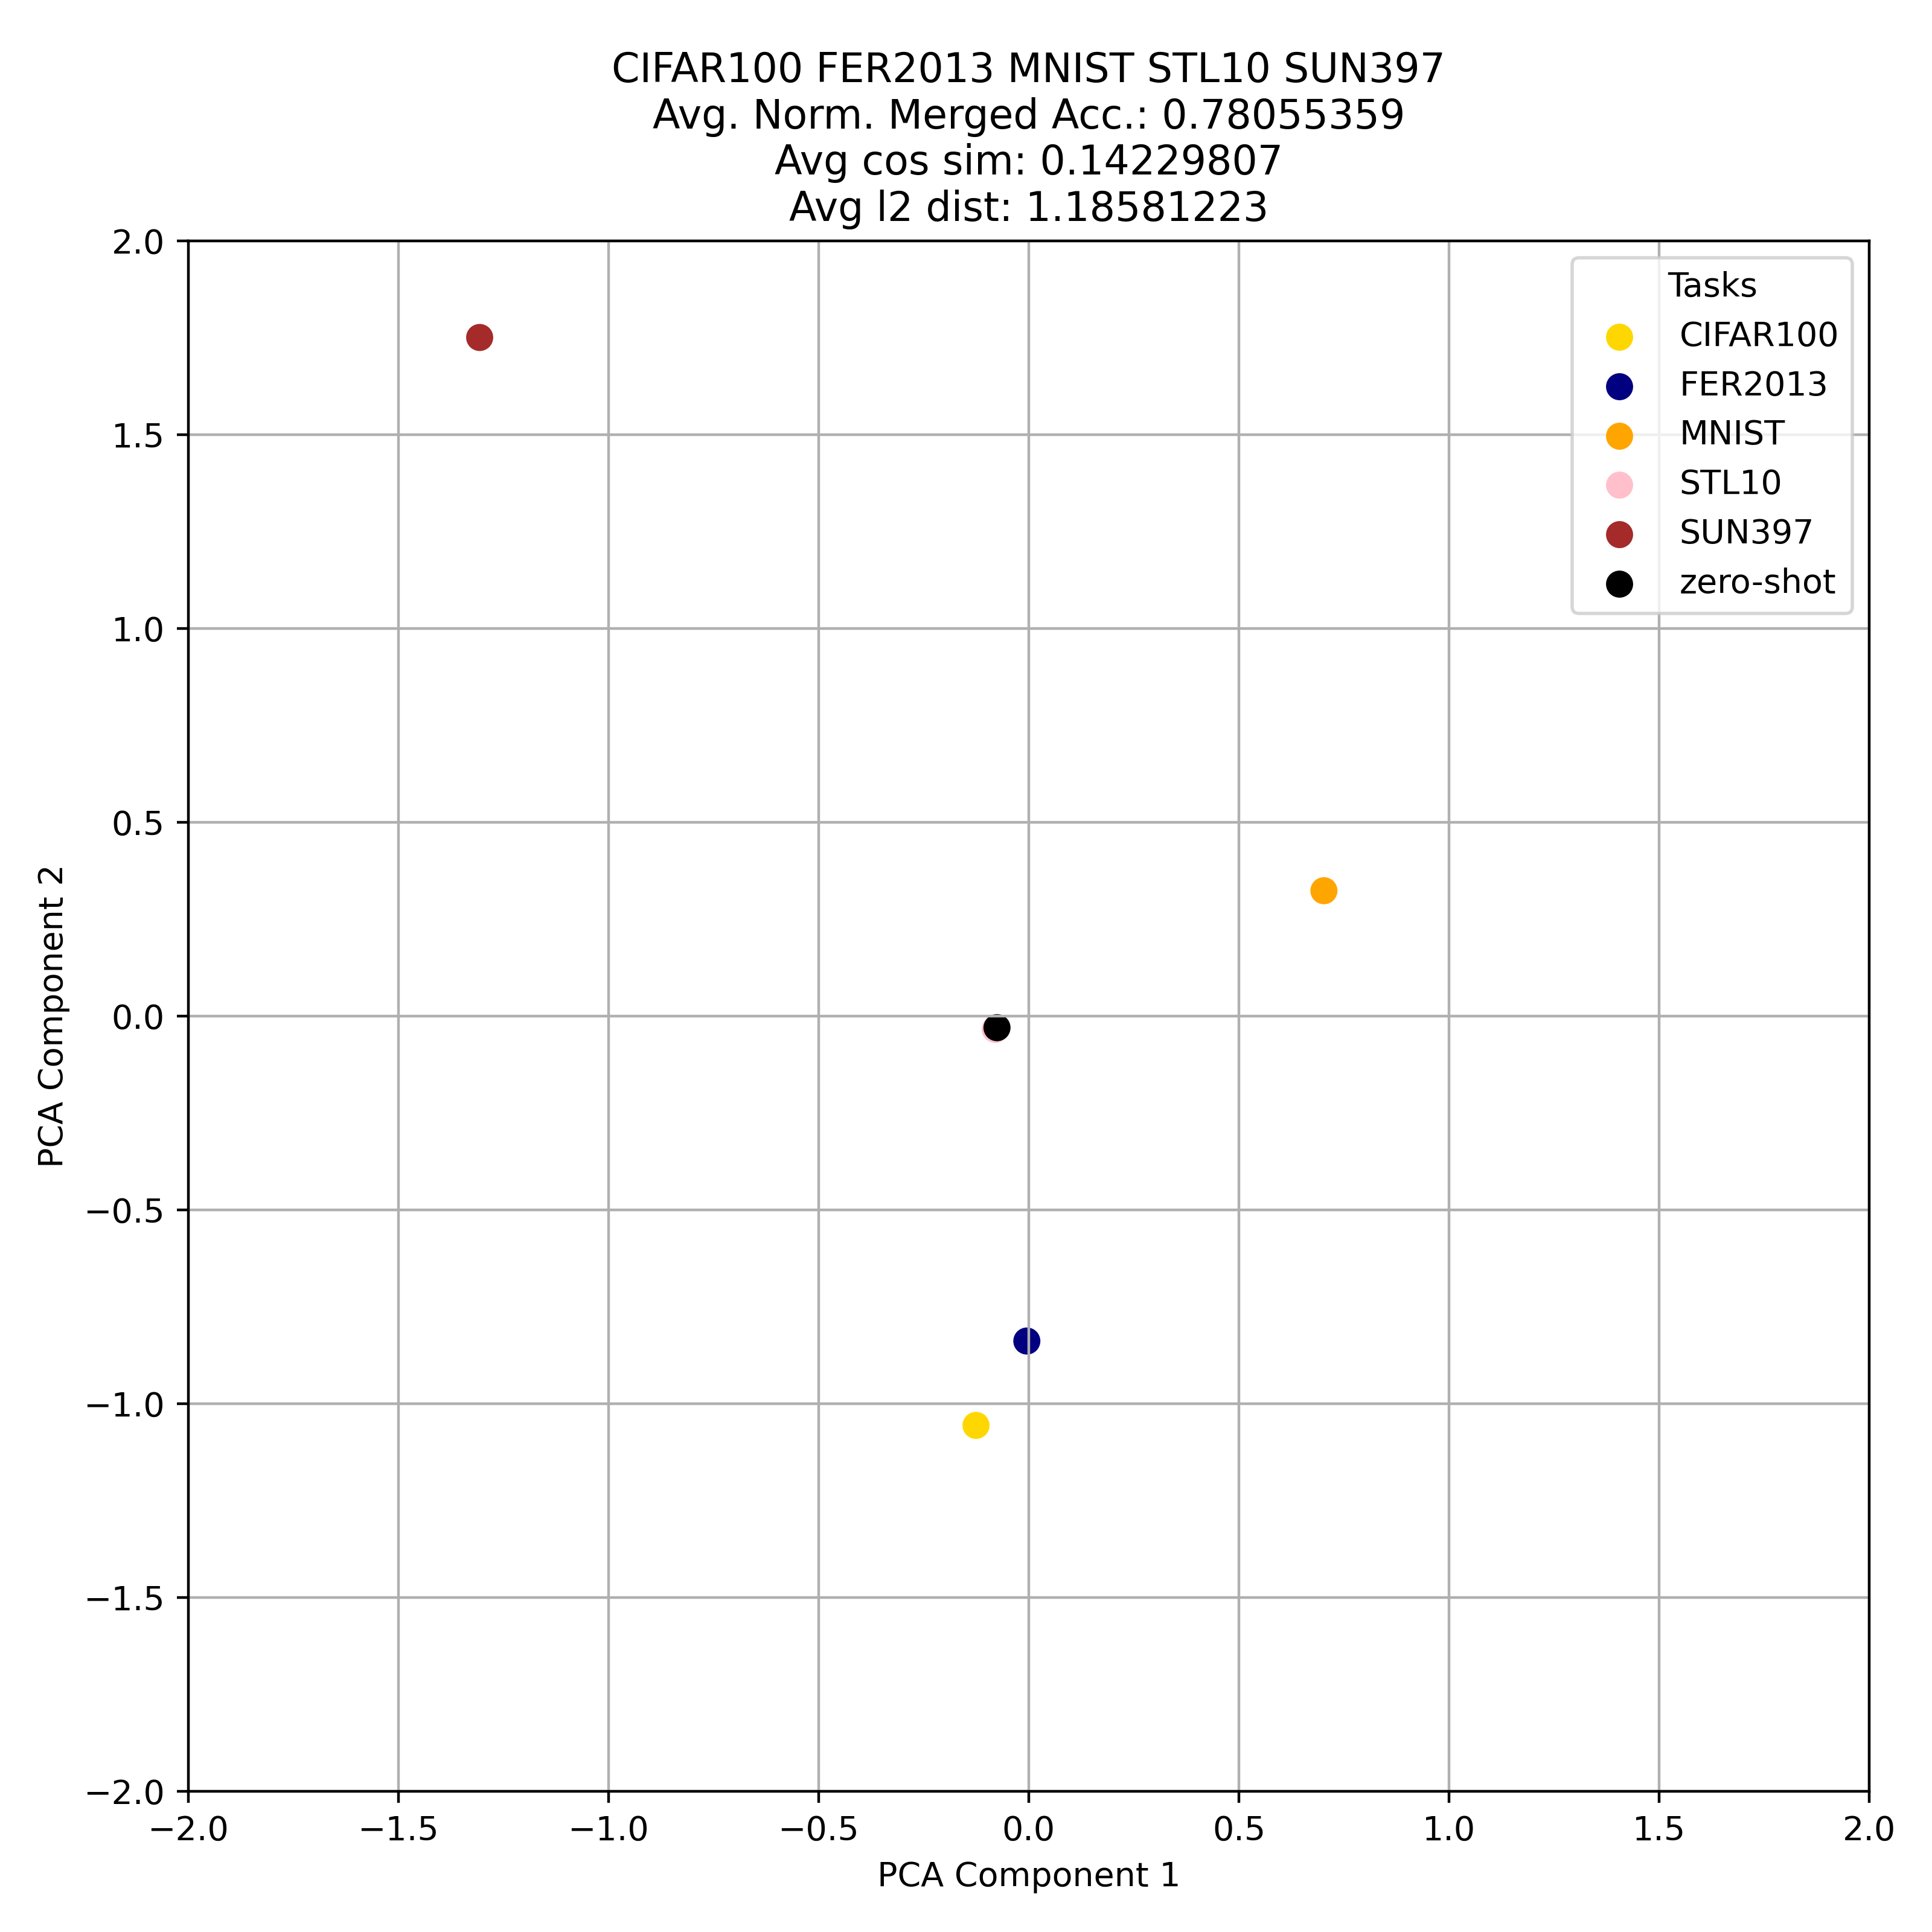 CIFAR100 FER2013 MNIST STL10 SUN397
Avg. Norm. Merged Acc.: 0.78055359
Avg cos sim: 0.14229807
Avg l2 dist: 1.18581223
Tasks
CIFAR100
FER2013
MNIST
STL10
SUN397
zero-shot
2.0
1.5
1.0
0.5
0.0
−0.5
−1.0
−1.5
−2.0
PCA Component 2
−2.0 −1.5 −1.0 −0.5 0.0 0.5 1.0 1.5 2.0
PCA Component 1